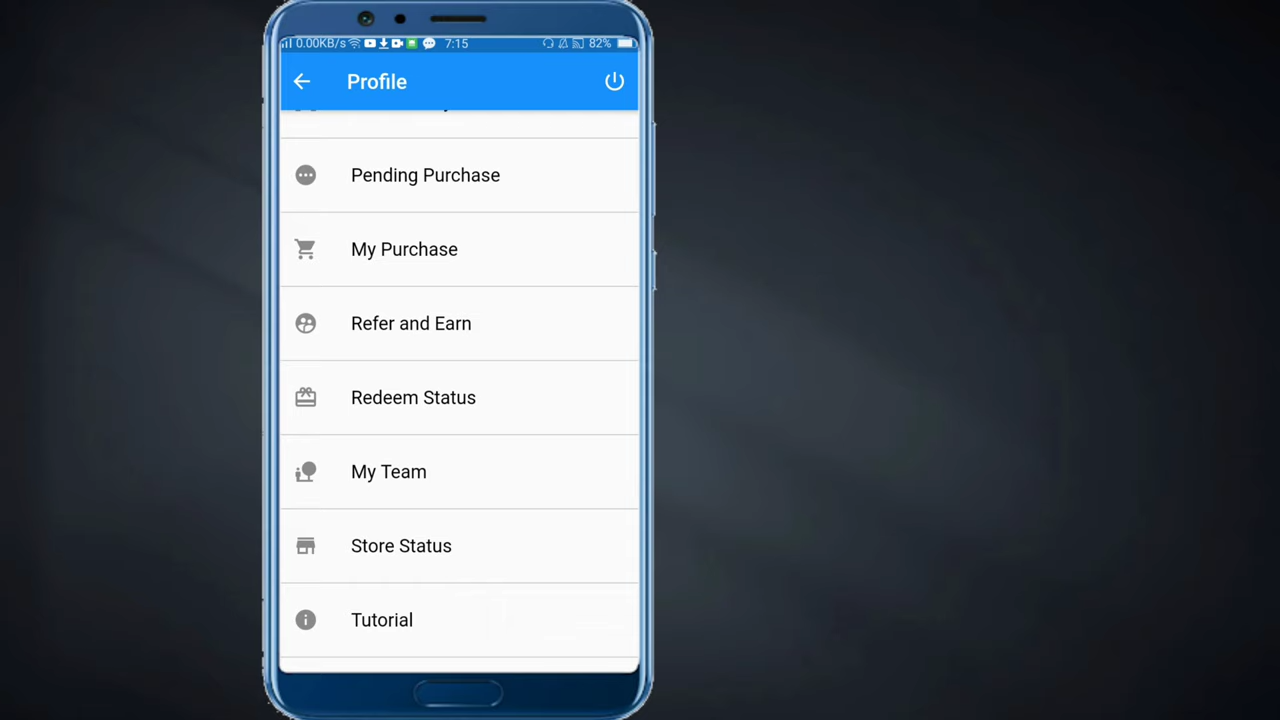 0.00KB/s 7:15 82%
Profile
Pending Purchase
My Purchase
Refer and Earn
Redeem Status
My Team
Store Status
Tutorial